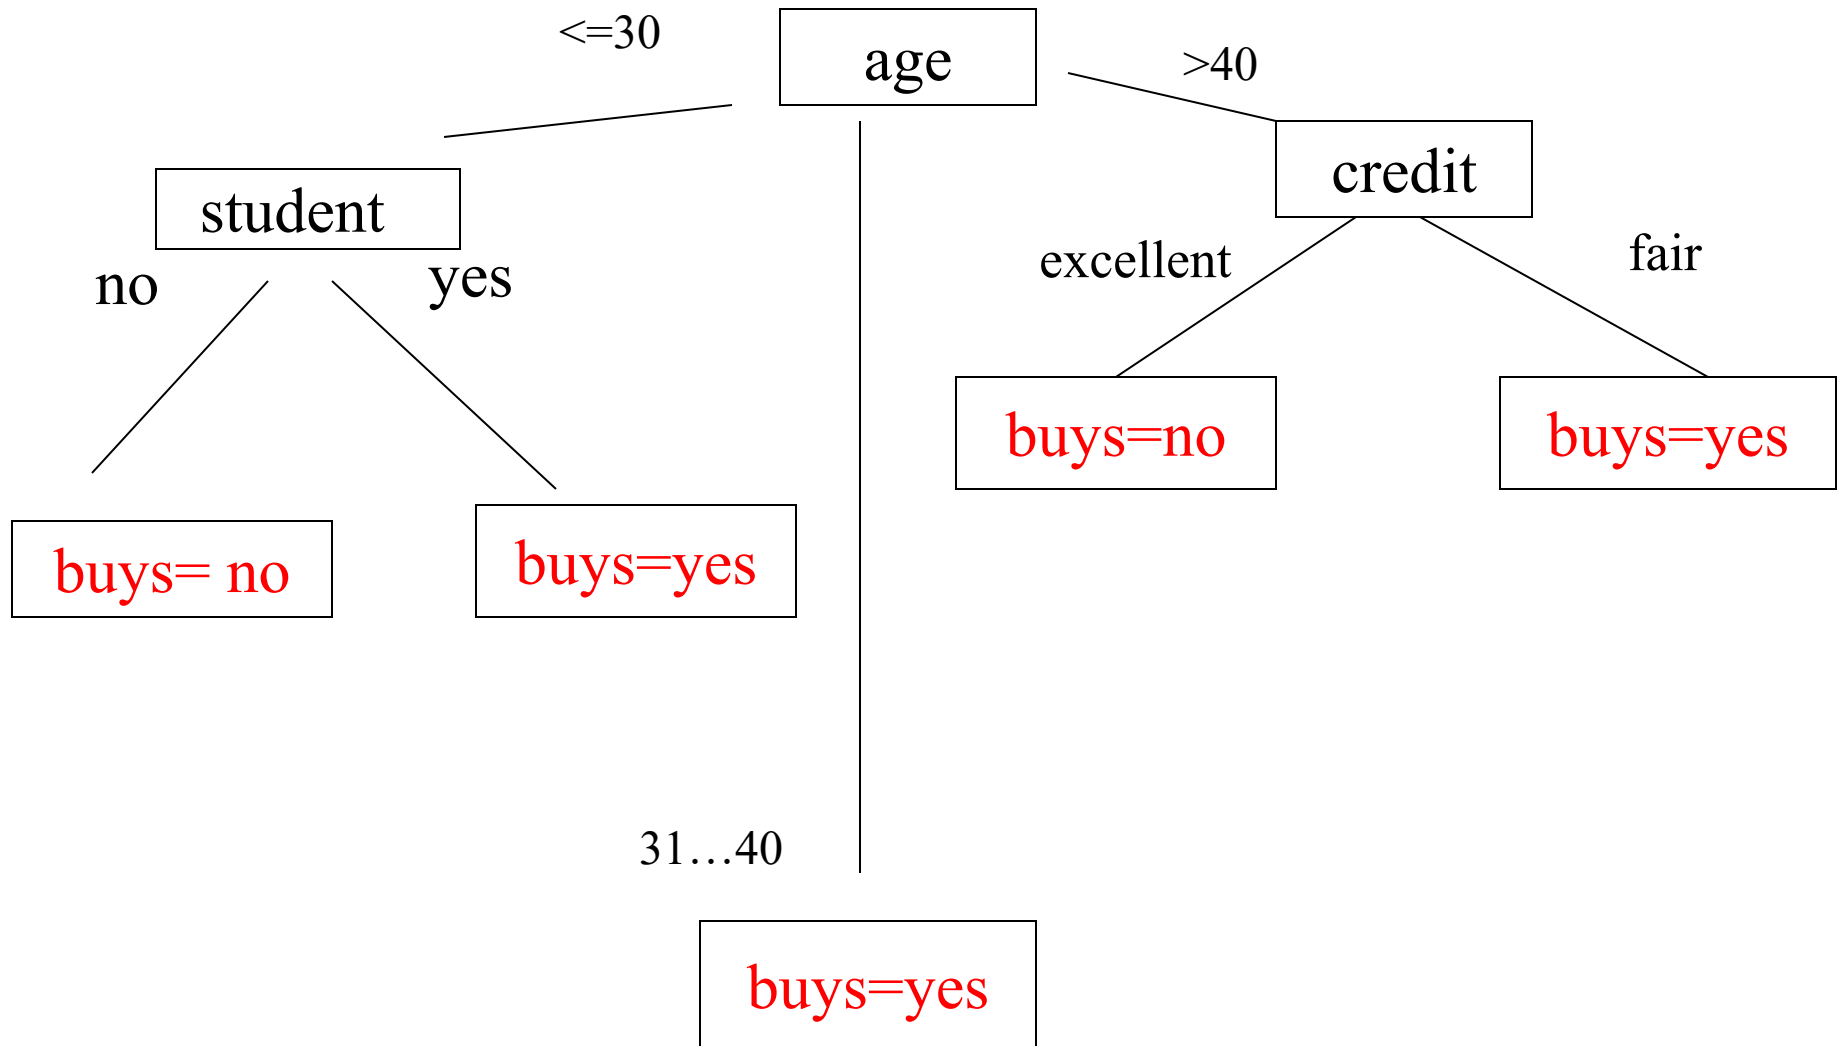 <=30
age
>40
credit
student
no
yes
excellent
fair
buys=no
buys=yes
buys= no
buys=yes
31…40
buys=yes